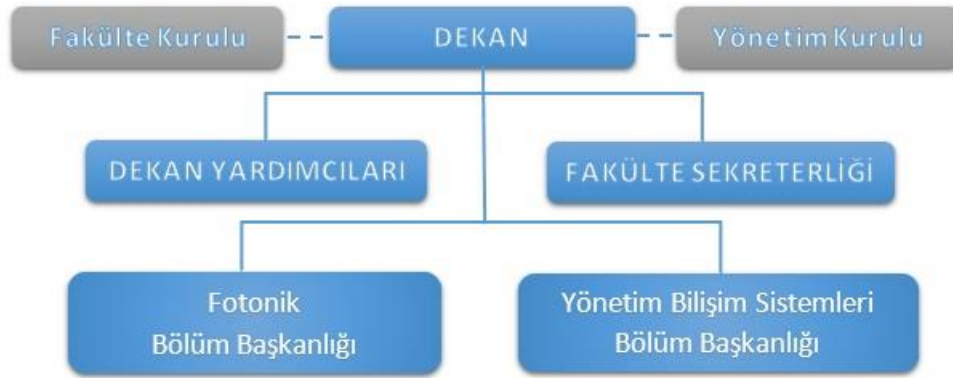 Fakülte Kurulu
DEKAN
Yönetim Kurulu
DEKAN YARDIMCILARI
FAKÜLTE SEKRETERLİĞİ
Fotonik
Bölüm Başkanlığı
Yönetim Bilişim Sistemleri
Bölüm Başkanlığı